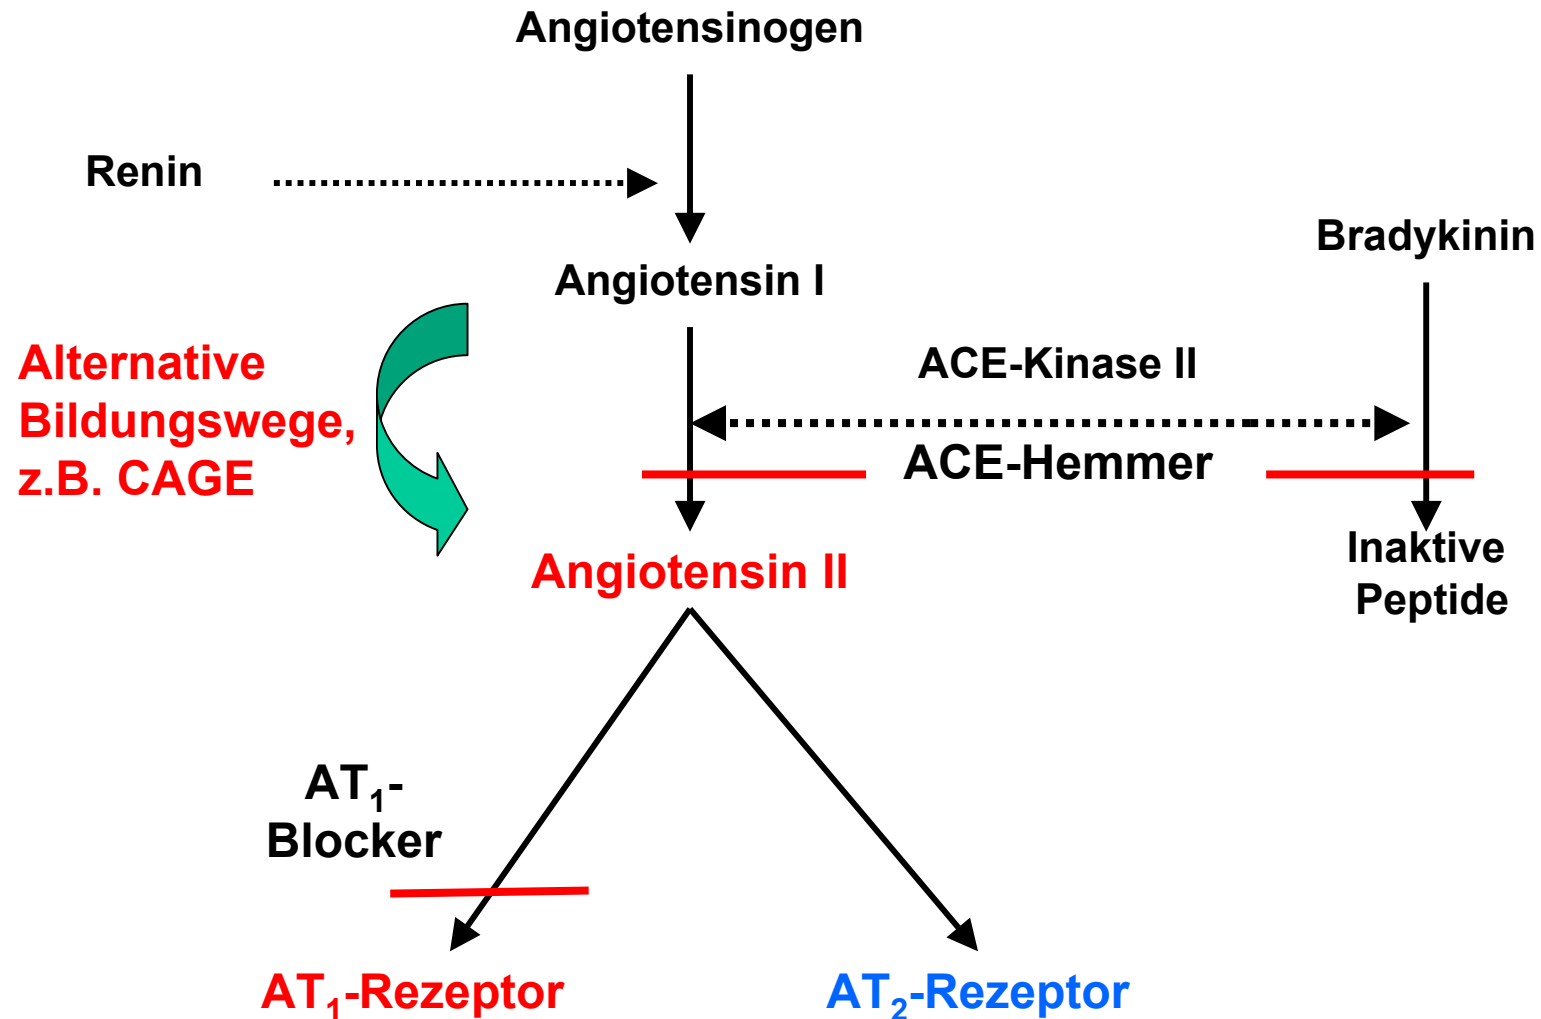 Angiotensinogen
Renin
Bradykinin
Angiotensin I
Alternative
Bildungswege,
z.B. CAGE
ACE-Kinase II
ACE-Hemmer
Angiotensin II
Inaktive
Peptide
AT₁-
Blocker
AT₁-Rezeptor
AT₂-Rezeptor